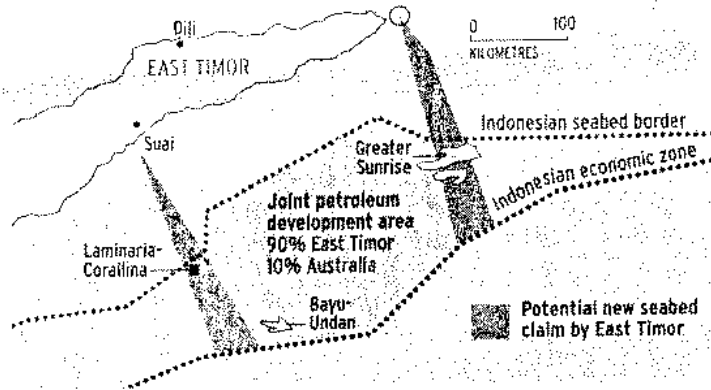 Dili
EAST TIMOR
Suai
0 100
KILOMETRES
Indonesian seabed border
Greater
Sunrise
Indonesian economic zone
Joint petroleum
development area
90% East Timor
10% Australia
Laminaria-
Corallina
Bayu-
Undan
Potential new seabed
claim by East Timor